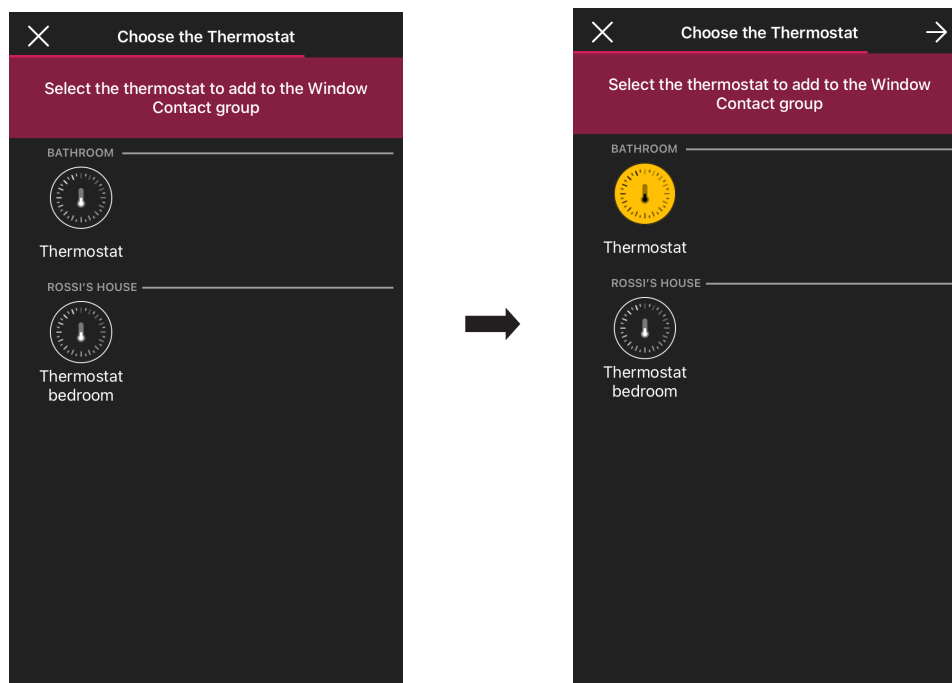 Choose the Thermostat
Select the thermostat to add to the Window
Contact group
BATHROOM
Thermostat
ROSSI'S HOUSE
Thermostat
bedroom
Choose the Thermostat
Select the thermostat to add to the Window
Contact group
BATHROOM
Thermostat
ROSSI'S HOUSE
Thermostat
bedroom